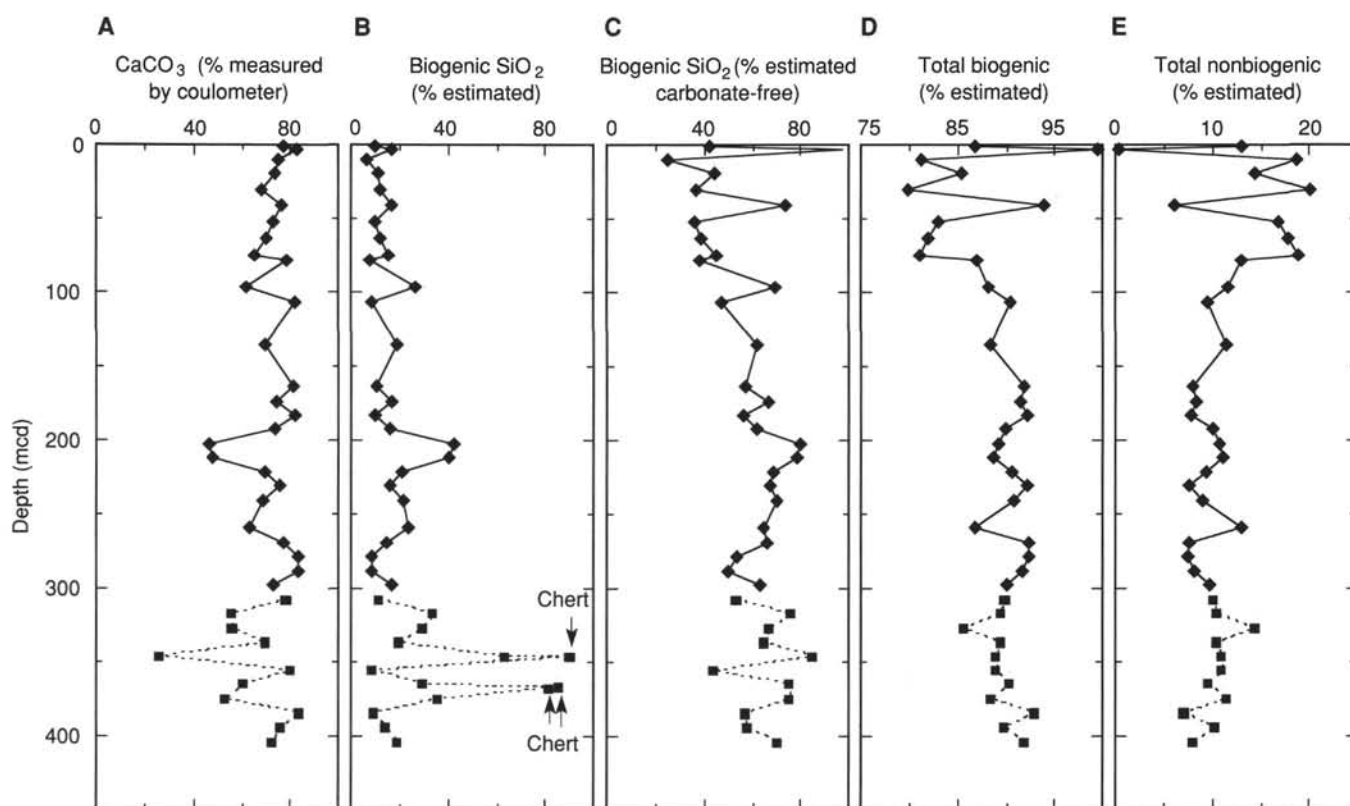 A
B
C
D
E
CaCO₃ (% measured
by coulometer)
Biogenic SiO₂
(% estimated)
Biogenic SiO₂ (% estimated
carbonate-free)
Total biogenic
(% estimated)
Total nonbiogenic
(% estimated)
0 40 80
0 40 80
0 40 80
75 85 95
0 10 20
0
100
200
300
400
Depth (mcd)
Chert
Chert